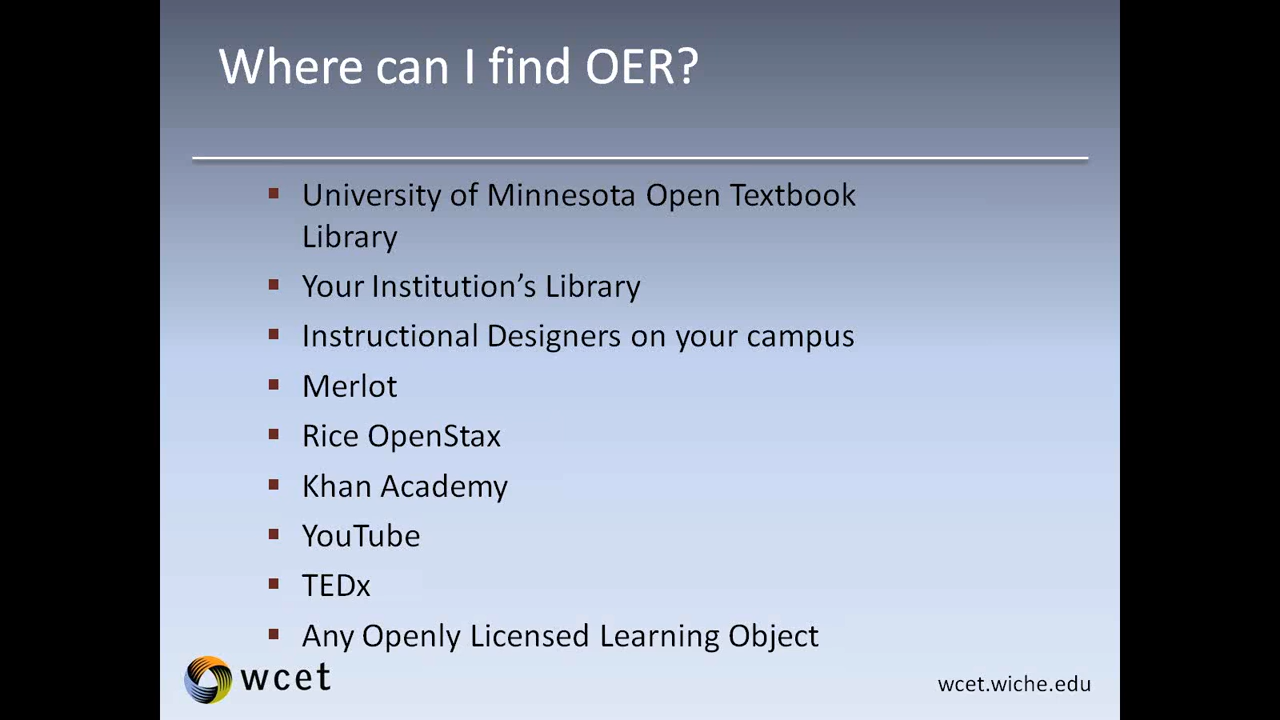 Where can I find OER?
University of Minnesota Open Textbook
Library
Your Institution’s Library
Instructional Designers on your campus
Merlot
Rice OpenStax
Khan Academy
YouTube
TEDx
Any Openly Licensed Learning Object
wcet
wcet.wiche.edu